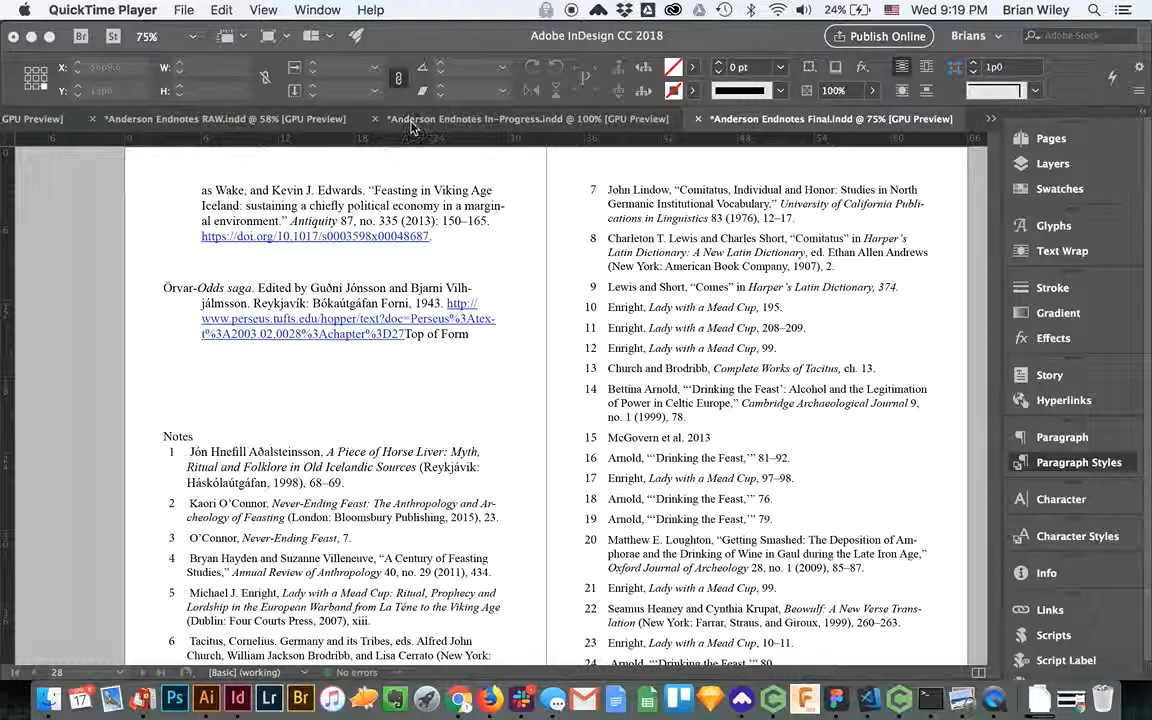 QuickTime Player File Edit View Window Help
24% Wed 9:19 PM Brian Wiley
Br St 75% Adobe InDesign CC 2018 Publish Online Brians Adobe Stock
X: W: 0 pt 1p0
Y: H: 100%
GPU Preview] *Anderson Endnotes RAW.indd @ 58% [GPU Preview] *Anderson Endnotes In-Progress.indd @ 100% [GPU Preview] *Anderson Endnotes Final.indd @ 75% [GPU Preview]
as Wake, and Kevin J. Edwards. “Feasting in Viking Age
Iceland: sustaining a chiefly political economy in a margin-
al environment.” Antiquity 87, no. 335 (2013): 150–165.
https://doi.org/10.1017/s0003598x00048687.
Örvar-Odds saga. Edited by Guðni Jónsson and Bjarni Vilh-
jálmsson. Reykjavík: Bókaútgáfan Forni, 1943. http://
www.perseus.tufts.edu/hopper/text?doc=Perseus%3Atex-
t%3A2003.02.0028%3Achapter%3D27Top of Form
Notes
1 Jón Hnefill Aðalsteinsson, A Piece of Horse Liver: Myth,
Ritual and Folklore in Old Icelandic Sources (Reykjávik:
Háskólaútgáfan, 1998), 68–69.
2 Kaori O’Connor, Never-Ending Feast: The Anthropology and Ar-
cheology of Feasting (London: Bloomsbury Publishing, 2015), 23.
3 O’Connor, Never-Ending Feast, 7.
4 Bryan Hayden and Suzanne Villeneuve, “A Century of Feasting
Studies,” Annual Review of Anthropology 40, no. 29 (2011), 434.
5 Michael J. Enright, Lady with a Mead Cup: Ritual, Prophecy and
Lordship in the European Warband from La Téne to the Viking Age
(Dublin: Four Courts Press, 2007), xiii.
6 Tacitus, Cornelius. Germany and its Tribes, eds. Alfred John
Church, William Jackson Brodribb, and Lisa Cerrato (New York:
7 John Lindow, “Comitatus, Individual and Honor: Studies in North
Germanic Institutional Vocabulary,” University of California Publi-
cations in Linguistics 83 (1976), 12–17.
8 Charleton T. Lewis and Charles Short, “Comitatus” in Harper’s
Latin Dictionary: A New Latin Dictionary, ed. Ethan Allen Andrews
(New York: American Book Company, 1907), 2.
9 Lewis and Short, “Comes” in Harper’s Latin Dictionary, 374.
10 Enright, Lady with a Mead Cup, 195.
11 Enright, Lady with a Mead Cup, 208–209.
12 Enright, Lady with a Mead Cup, 99.
13 Church and Brodribb, Complete Works of Tacitus, ch. 13.
14 Bettina Arnold, “‘Drinking the Feast’: Alcohol and the Legitimation
of Power in Celtic Europe,” Cambridge Archaeological Journal 9,
no. 1 (1999), 78.
15 McGovern et al. 2013
16 Arnold, “‘Drinking the Feast,’” 81–92.
17 Enright, Lady with a Mead Cup, 97–98.
18 Arnold, “‘Drinking the Feast,’” 76.
19 Arnold, “‘Drinking the Feast,’” 79.
20 Matthew E. Loughton, “Getting Smashed: The Deposition of Am-
phorae and the Drinking of Wine in Gaul during the Late Iron Age,”
Oxford Journal of Archeology 28, no. 1 (2009), 85–87.
21 Enright, Lady with a Mead Cup, 99.
22 Seamus Heaney and Cynthia Krupat, Beowulf: A New Verse Trans-
lation (New York: Farrar, Straus, and Giroux, 1999), 260–263.
23 Enright, Lady with a Mead Cup, 10–11.
24 Arnold, “‘Drinking the Feast,’” 80.
Pages
Layers
Swatches
Glyphs
Text Wrap
Stroke
Gradient
Effects
Story
Hyperlinks
Paragraph
Paragraph Styles
Character
Character Styles
Info
Links
Scripts
Script Label
28 [Basic] (working) No errors
Ps Ai Id Lr Br